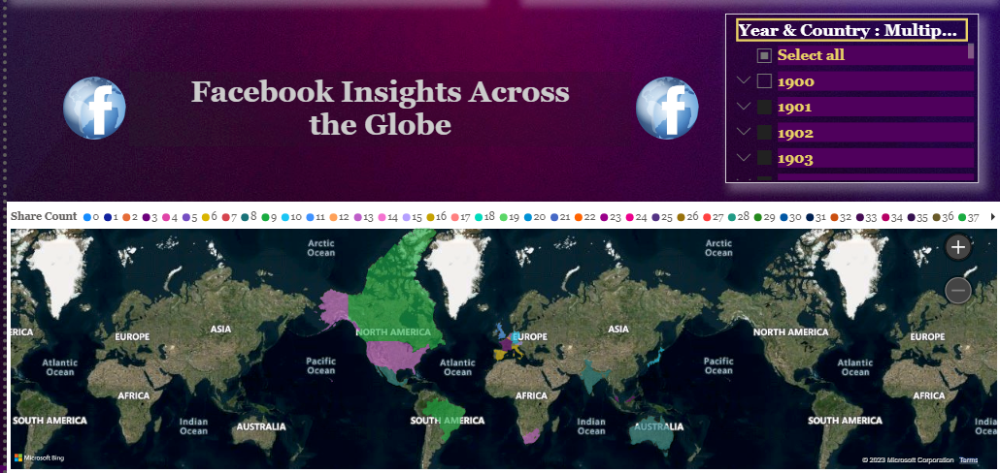 Year & Country : Multip...
Select all
1900
1901
1902
1903
Facebook Insights Across
the Globe
Share Count 0 1 2 3 4 5 6 7 8 9 10 11 12 13 14 15 16 17 18 19 20 21 22 23 24 25 26 27 28 29 30 31 32 33 34 35 36 37
Arctic
Ocean
Arctic
Ocean
ERICA
EUROPE
ASIA
NORTH AMERICA
EUROPE
ASIA
NORTH AMERICA
EUROPE
Atlantic
Ocean
Pacific
Ocean
Atlantic
Ocean
Pacific
Ocean
Atlantic
Ocean
AFRICA
AFRICA
AFRICA
SOUTH AMERICA
Indian
Ocean
AUSTRALIA
SOUTH AMERICA
Indian
Ocean
AUSTRALIA
SOUTH AMERICA
Indian
Ocean
Microsoft Bing
© 2023 Microsoft Corporation Terms